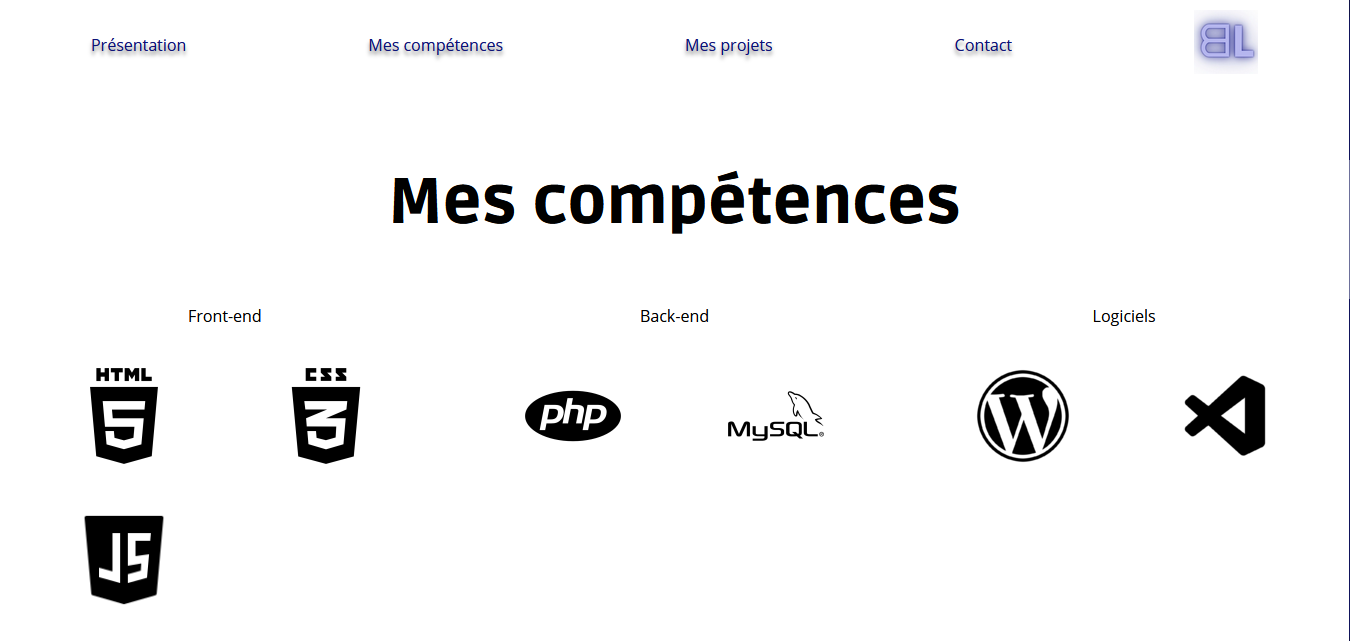 Présentation
Mes compétences
Mes projets
Contact
BL
Mes compétences
Front-end
Back-end
Logiciels
HTML
5
CSS
3
php
MySQL®
W
JS